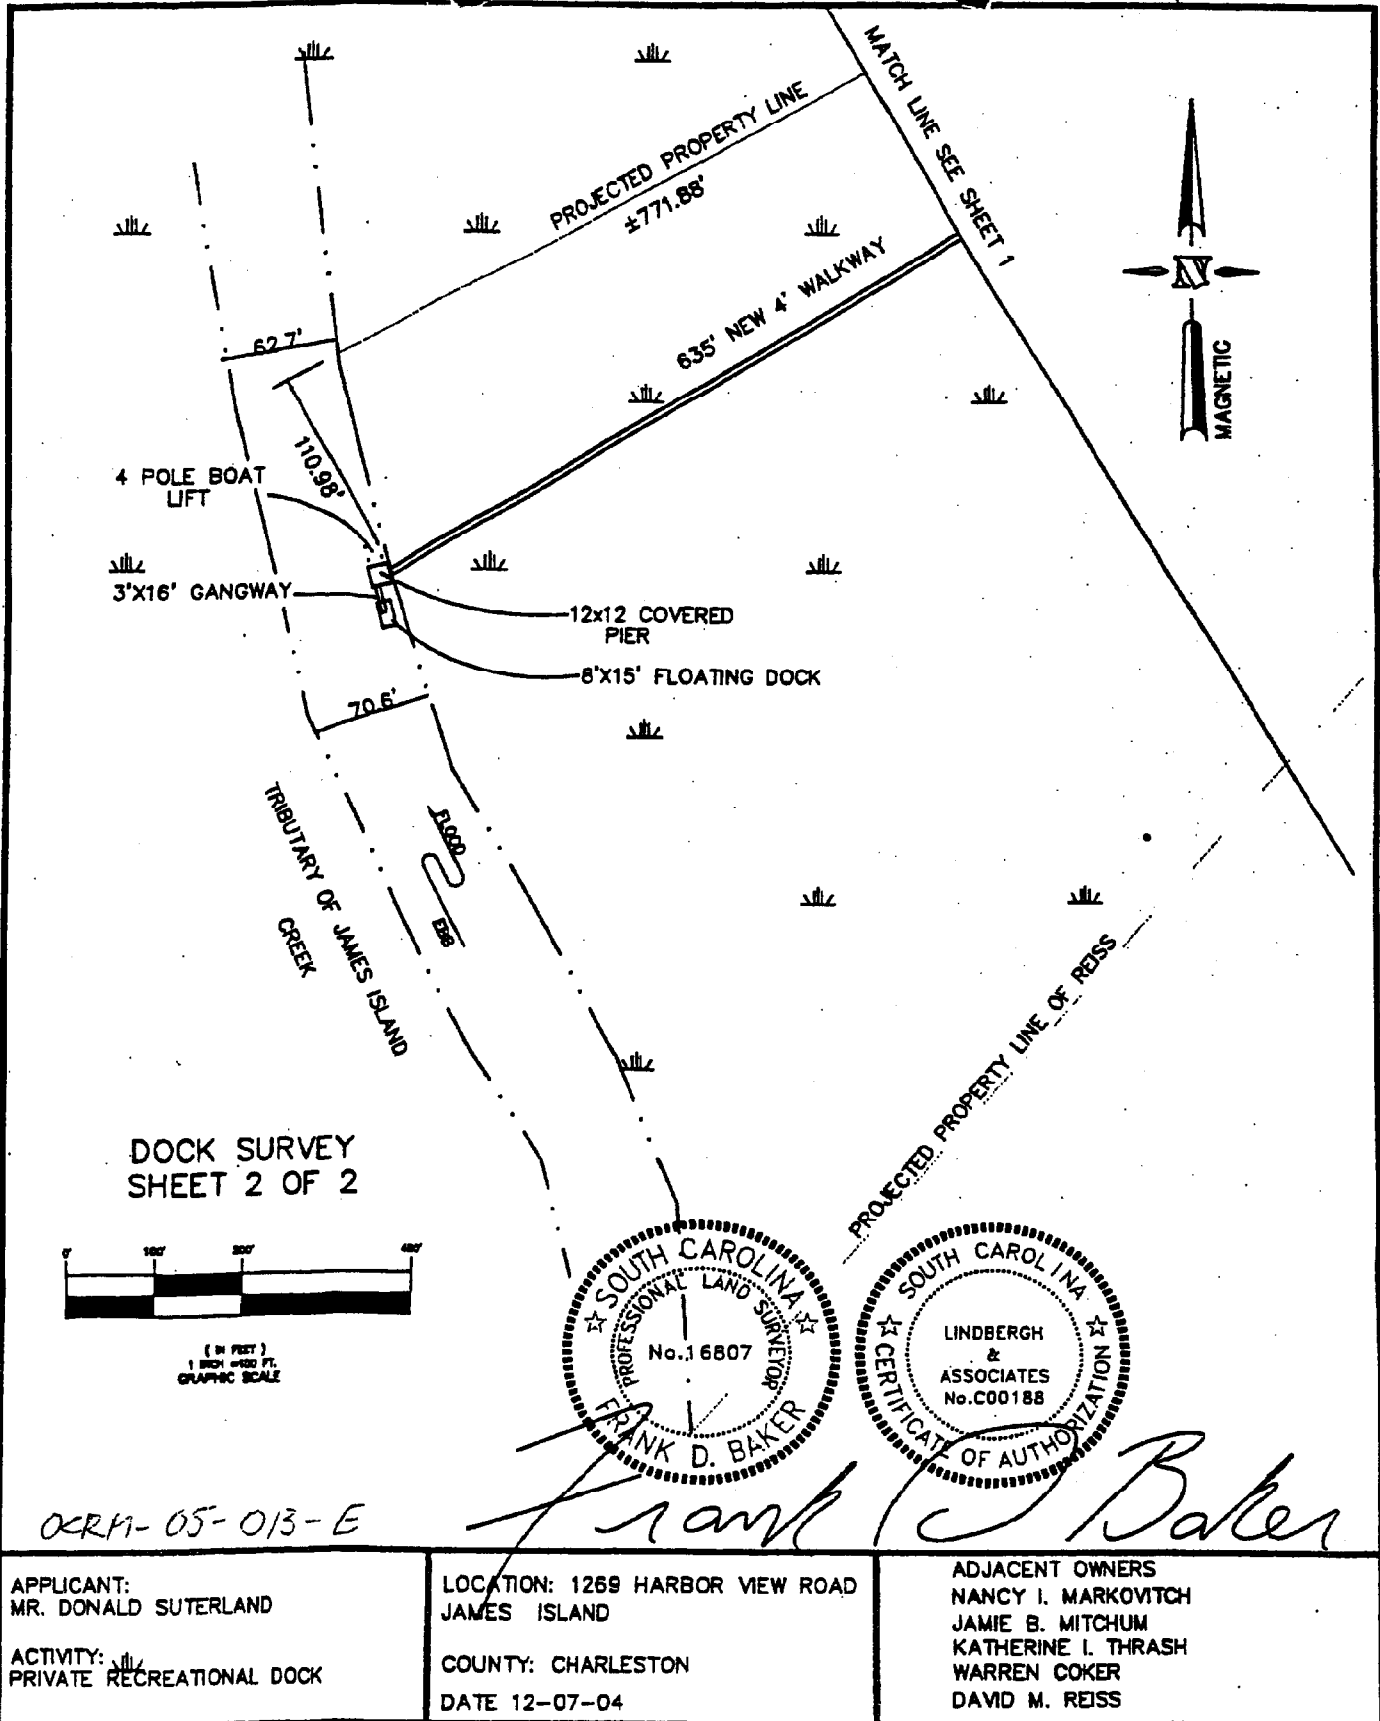 MATCH LINE SEE SHEET 1
PROJECTED PROPERTY LINE
±771.88'
635' NEW 4' WALKWAY
MAGNETIC
N
62.7'
110.98'
4 POLE BOAT
LIFT
3'X16' GANGWAY
12x12 COVERED
PIER
8'X15' FLOATING DOCK
70.6'
FLOOD
EBB
TRIBUTARY OF JAMES ISLAND
CREEK
PROJECTED PROPERTY LINE OF REISS
DOCK SURVEY
SHEET 2 OF 2
0' 100' 200' 400'
( IN FEET )
1 INCH =100 FT.
GRAPHIC SCALE
SOUTH CAROLINA
PROFESSIONAL LAND SURVEYOR
No.16807
FRANK D. BAKER
SOUTH CAROLINA
LINDBERGH
&
ASSOCIATES
No.C00188
CERTIFICATE OF AUTHORIZATION
Frank D Baker
OCRM-05-013-E
APPLICANT:
MR. DONALD SUTERLAND
ACTIVITY:
PRIVATE RECREATIONAL DOCK
LOCATION: 1269 HARBOR VIEW ROAD
JAMES ISLAND
COUNTY: CHARLESTON
DATE 12-07-04
ADJACENT OWNERS
NANCY I. MARKOVITCH
JAMIE B. MITCHUM
KATHERINE I. THRASH
WARREN COKER
DAVID M. REISS